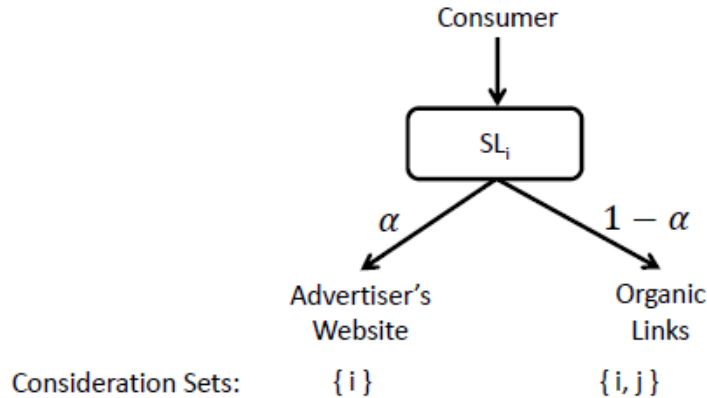 Consumer
SLᵢ
α
1 − α
Advertiser's
Website
Organic
Links
Consideration Sets:
{ i }
{ i, j }